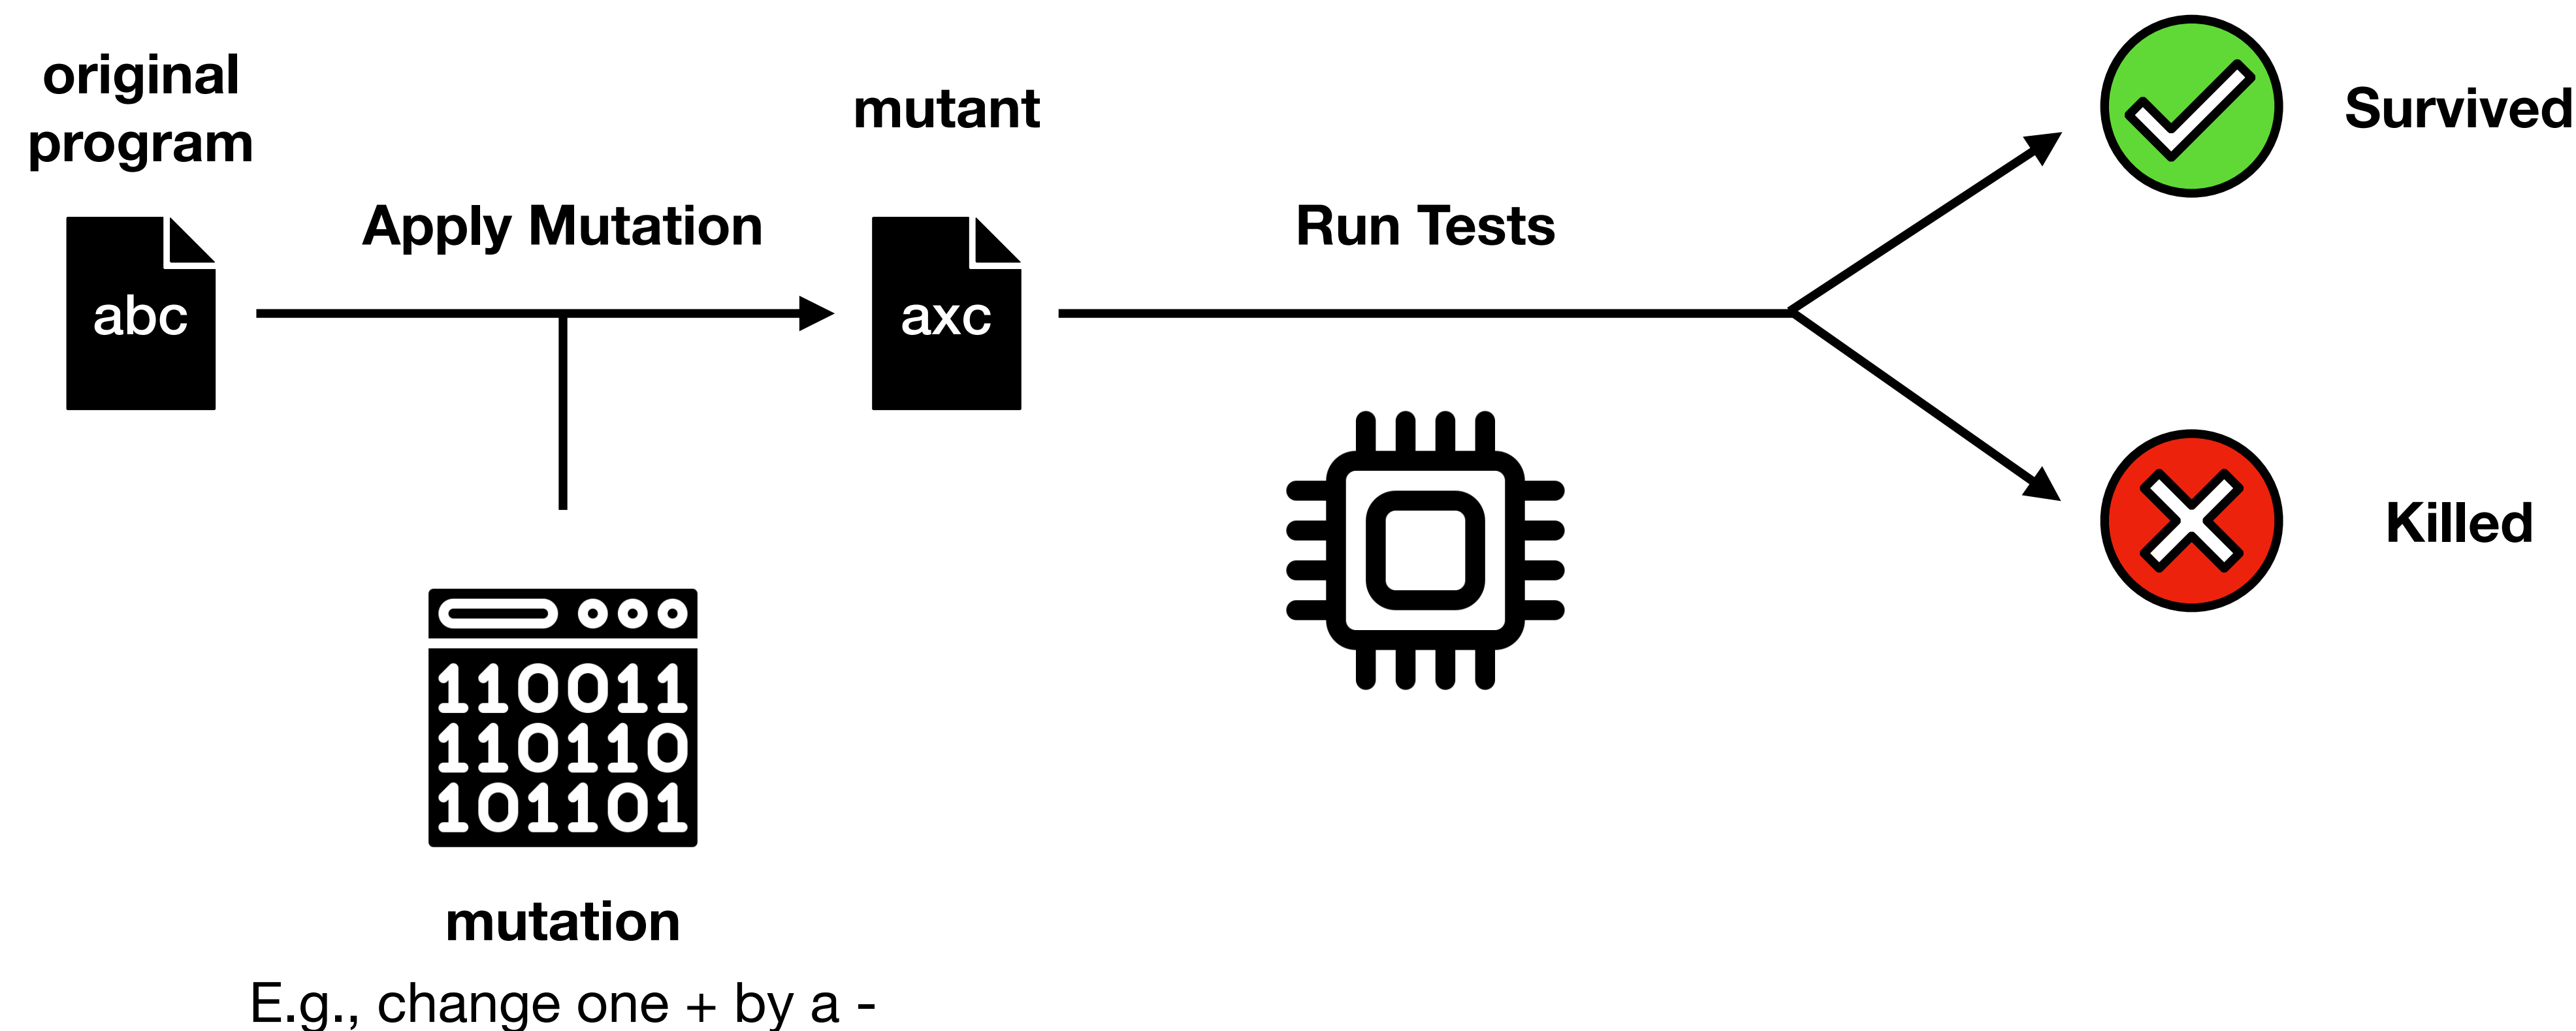 original
program
abc
Apply Mutation
mutant
axc
Run Tests
Survived
Killed
110011
110110
101101
mutation
E.g., change one + by a -